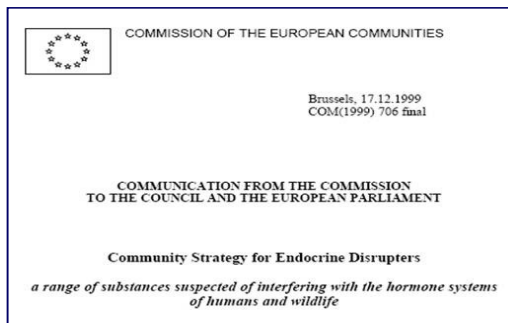 COMMISSION OF THE EUROPEAN COMMUNITIES
Brussels, 17.12.1999
COM(1999) 706 final
COMMUNICATION FROM THE COMMISSION
TO THE COUNCIL AND THE EUROPEAN PARLIAMENT
Community Strategy for Endocrine Disrupters
a range of substances suspected of interfering with the hormone systems
of humans and wildlife